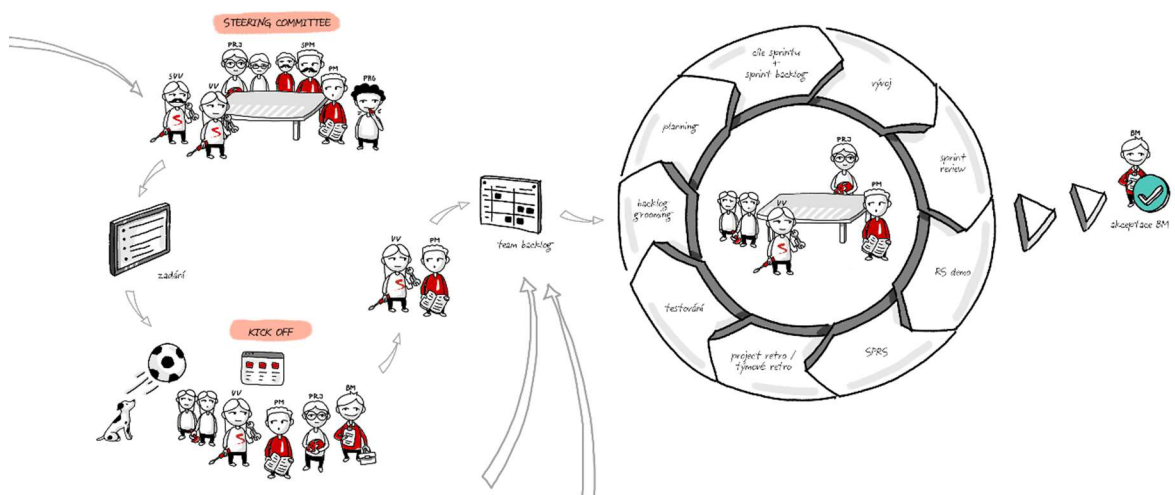 STEERING COMMITTEE
PRJ
SPM
PM
PRG
SVV
VV
S
S
zadání
KICK OFF
VV
PM
PRJ
BM
S
VV
PM
S
team backlog
cíle sprintu
+
sprint backlog
vývoj
sprint
review
RS demo
SPRS
project retro /
týmové retro
testování
backlog
grooming
planning
PRJ
PM
VV
S
BM
akceptace BM